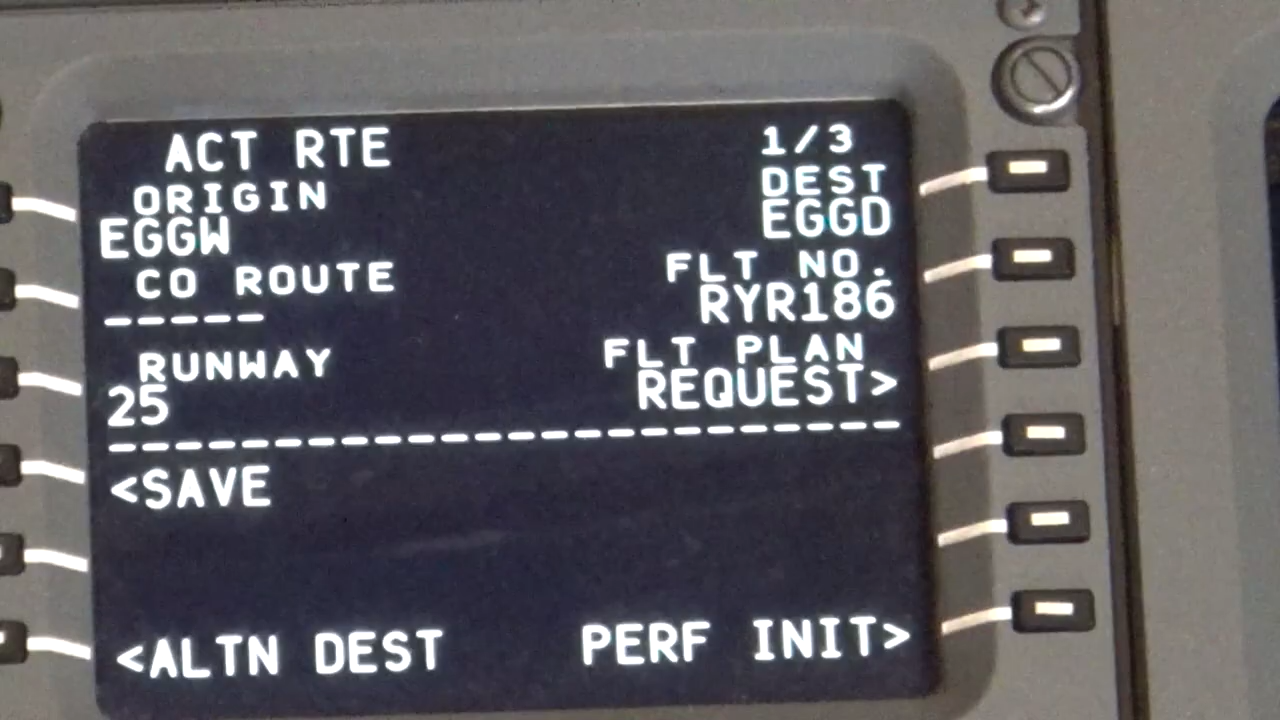 ACT RTE 1/3
ORIGIN DEST
EGGW EGGD
CO ROUTE FLT NO.
----- RYR186
RUNWAY FLT PLAN
25 REQUEST>
------------------------
<SAVE
<ALTN DEST PERF INIT>